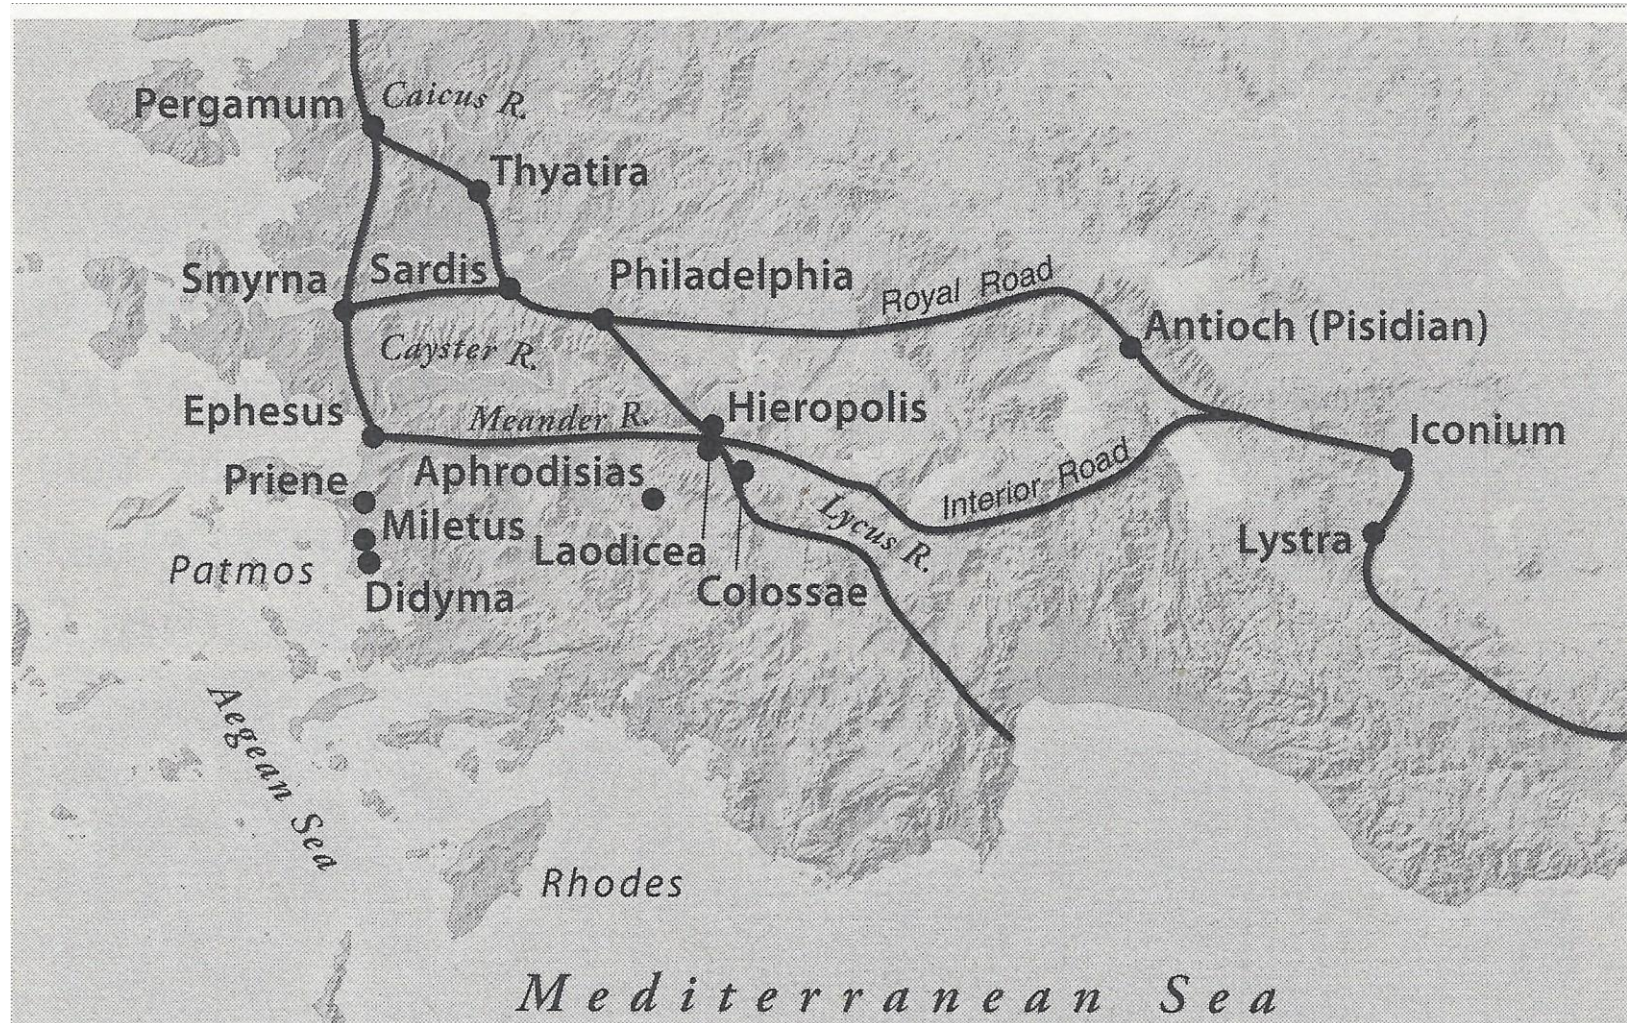 Pergamum
Caicus R.
Thyatira
Smyrna
Sardis
Philadelphia
Royal Road
Antioch (Pisidian)
Cayster R.
Ephesus
Meander R.
Hieropolis
Iconium
Priene
Aphrodisias
Interior Road
Miletus
Laodicea
Lycus R.
Lystra
Patmos
Didyma
Colossae
Aegean Sea
Rhodes
Mediterranean Sea